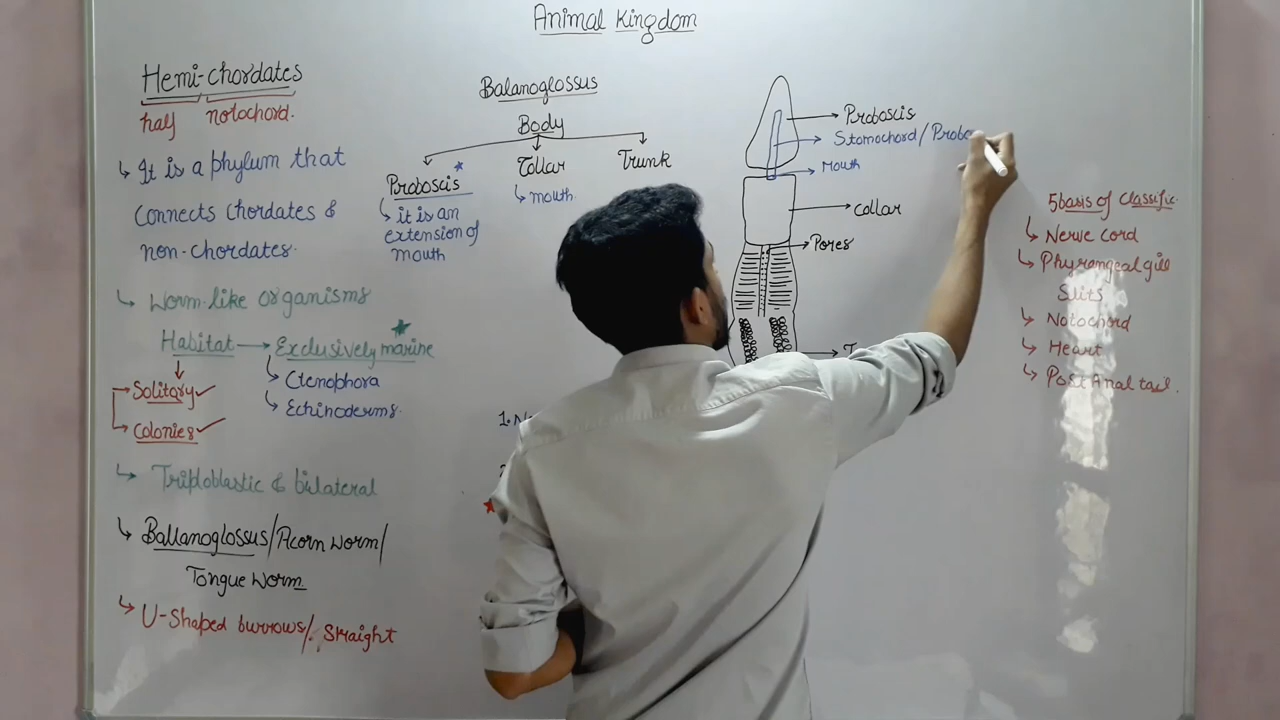 Animal Kingdom
Hemi-chordates
half notochord.
It is a phylum that
Connects Chordates &
non-Chordates.
Worm-like organisms
Habitat → Exclusively marine
Ctenophora
Echinoderms.
Solitary ✓
Colonies ✓
Triploblastic & bilateral
Ballanoglossus/Acorn worm/
Tongue Worm
U-Shaped burrows/. Straight
Balanoglossus
Body
Proboscis
it is an
extension of
mouth
Collar
mouth.
Trunk
1.
Proboscis
Stomochord/
Mouth
Collar
Pores
5 basis of Classific.
Nerve Cord
Phyrangeal gill
Slits
Notochord
Heart
Post Anal tail.